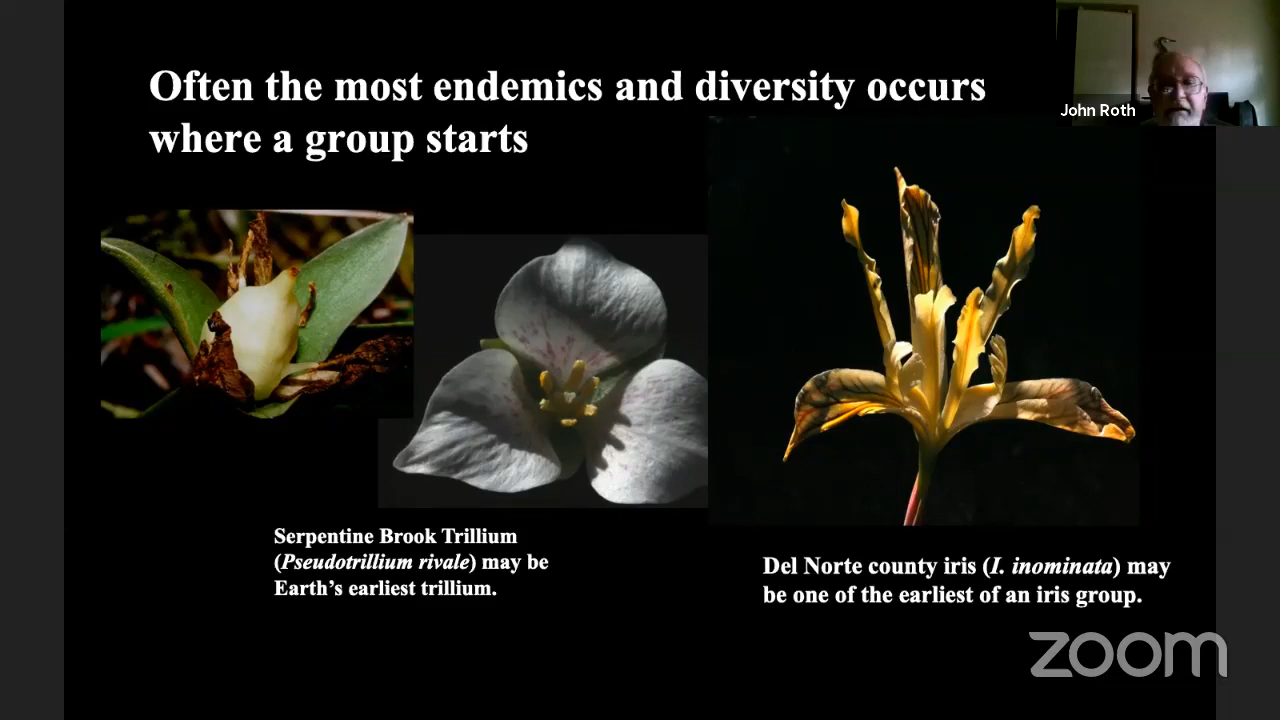 Often the most endemics and diversity occurs
where a group starts
John Roth
Serpentine Brook Trillium
(Pseudotrillium rivale) may be
Earth’s earliest trillium.
Del Norte county iris (I. inominata) may
be one of the earliest of an iris group.
zoom